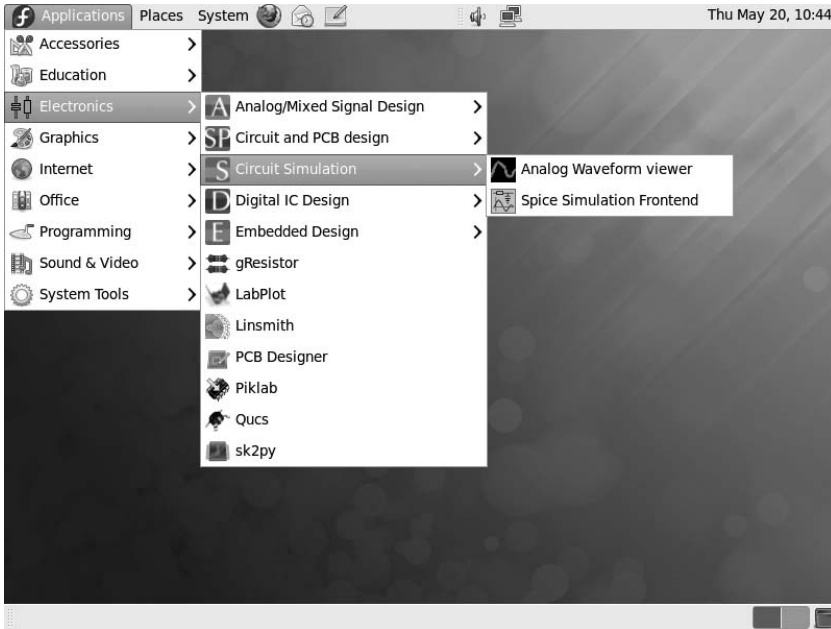 Applications Places System Thu May 20, 10:44
Accessories
Education
Electronics
Graphics
Internet
Office
Programming
Sound & Video
System Tools
Analog/Mixed Signal Design
Circuit and PCB design
Circuit Simulation
Digital IC Design
Embedded Design
gResistor
LabPlot
Linsmith
PCB Designer
Piklab
Qucs
sk2py
Analog Waveform viewer
Spice Simulation Frontend
A
SP
S
D
E